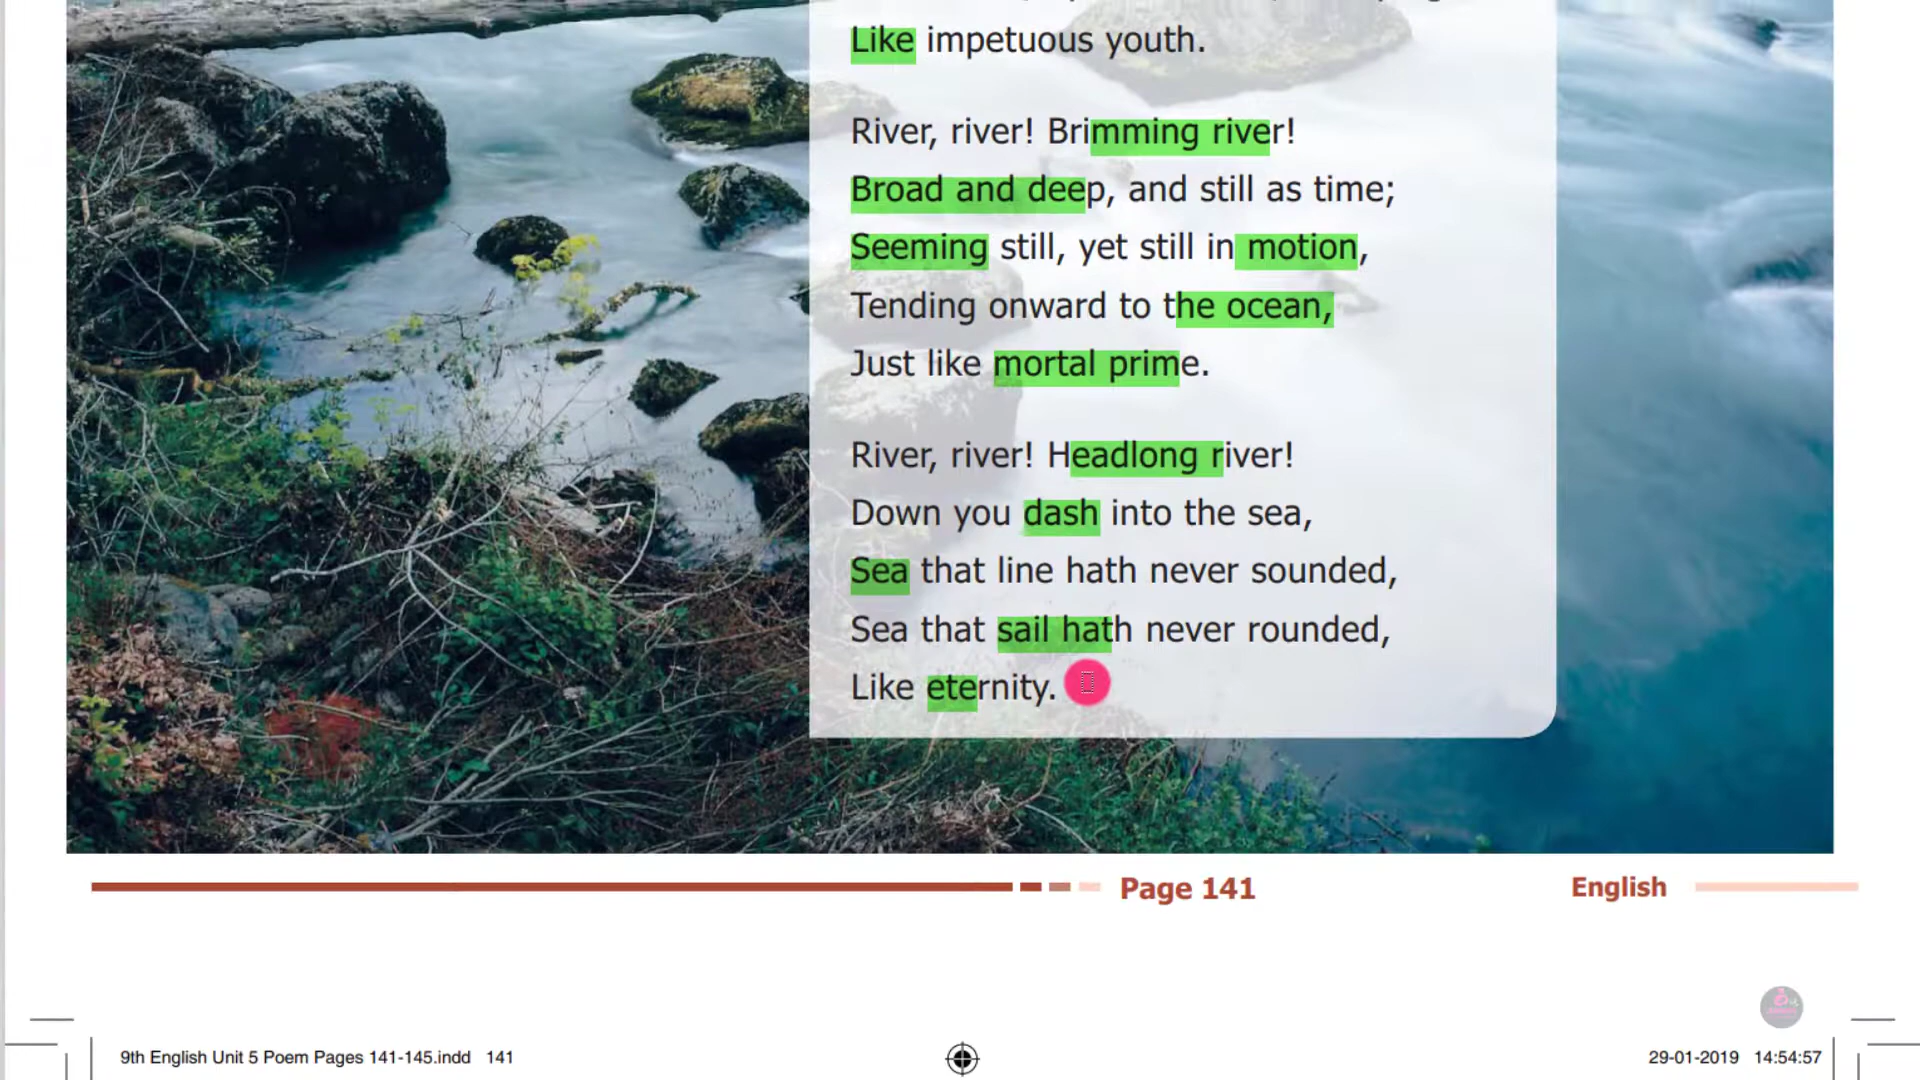 Like impetuous youth.
River, river! Brimming river!
Broad and deep, and still as time;
Seeming still, yet still in motion,
Tending onward to the ocean,
Just like mortal prime.
River, river! Headlong river!
Down you dash into the sea,
Sea that line hath never sounded,
Sea that sail hath never rounded,
Like eternity.
Page 141
English
9th English Unit 5 Poem Pages 141-145.indd 141
29-01-2019 14:54:57